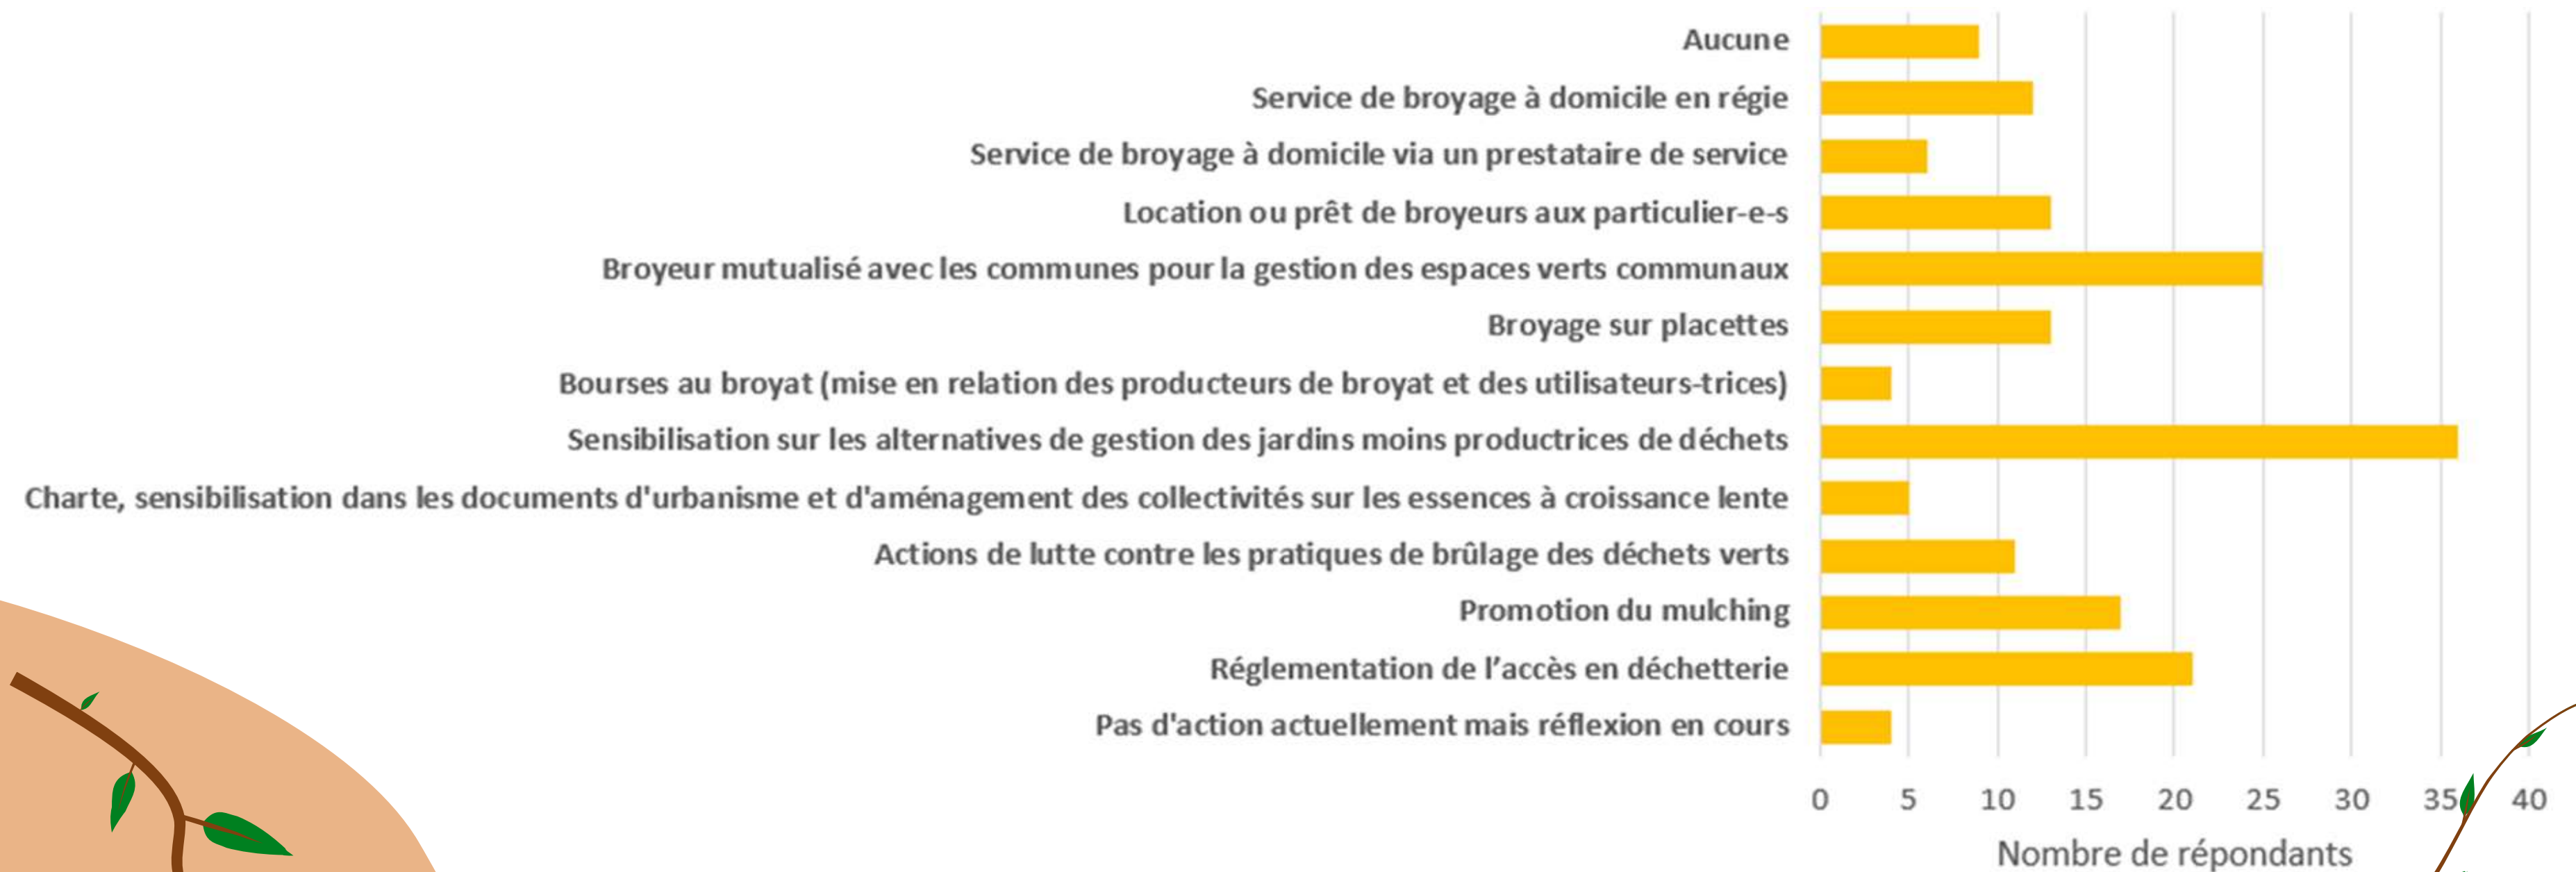 Aucune
Service de broyage à domicile en régie
Service de broyage à domicile via un prestataire de service
Location ou prêt de broyeurs aux particulier-e-s
Broyeur mutualisé avec les communes pour la gestion des espaces verts communaux
Broyage sur placettes
Bourses au broyat (mise en relation des producteurs de broyat et des utilisateurs-trices)
Sensibilisation sur les alternatives de gestion des jardins moins productrices de déchets
Charte, sensibilisation dans les documents d'urbanisme et d'aménagement des collectivités sur les essences à croissance lente
Actions de lutte contre les pratiques de brûlage des déchets verts
Promotion du mulching
Réglementation de l’accès en déchetterie
Pas d'action actuellement mais réflexion en cours
0 5 10 15 20 25 30 35 40
Nombre de répondants